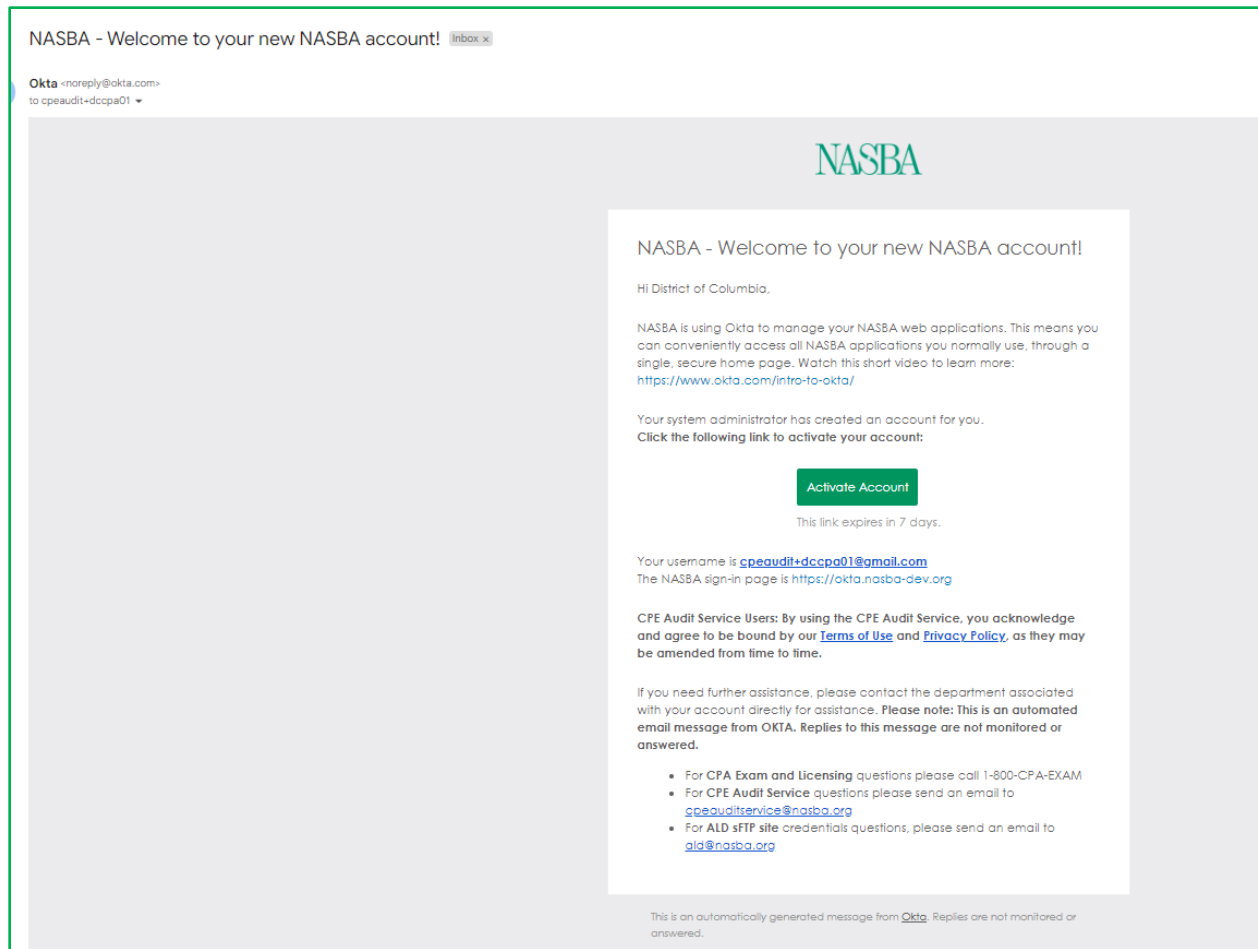 NASBA - Welcome to your new NASBA account! Inbox x
Okta <noreply@okta.com>
to cpeaudit+dccpa01
NASBA
NASBA - Welcome to your new NASBA account!
Hi District of Columbia,
NASBA is using Okta to manage your NASBA web applications. This means you
can conveniently access all NASBA applications you normally use, through a
single, secure home page. Watch this short video to learn more:
https://www.okta.com/intro-to-okta/
Your system administrator has created an account for you.
Click the following link to activate your account:
Activate Account
This link expires in 7 days.
Your username is cpeaudit+dccpa01@gmail.com
The NASBA sign-in page is https://okta.nasba-dev.org
CPE Audit Service Users: By using the CPE Audit Service, you acknowledge
and agree to be bound by our Terms of Use and Privacy Policy, as they may
be amended from time to time.
If you need further assistance, please contact the department associated
with your account directly for assistance. Please note: This is an automated
email message from OKTA. Replies to this message are not monitored or
answered.
• For CPA Exam and Licensing questions please call 1-800-CPA-EXAM
• For CPE Audit Service questions please send an email to
cpeauditservice@nasba.org
• For ALD sFTP site credentials questions, please send an email to
ald@nasba.org
This is an automatically generated message from Okta. Replies are not monitored or
answered.